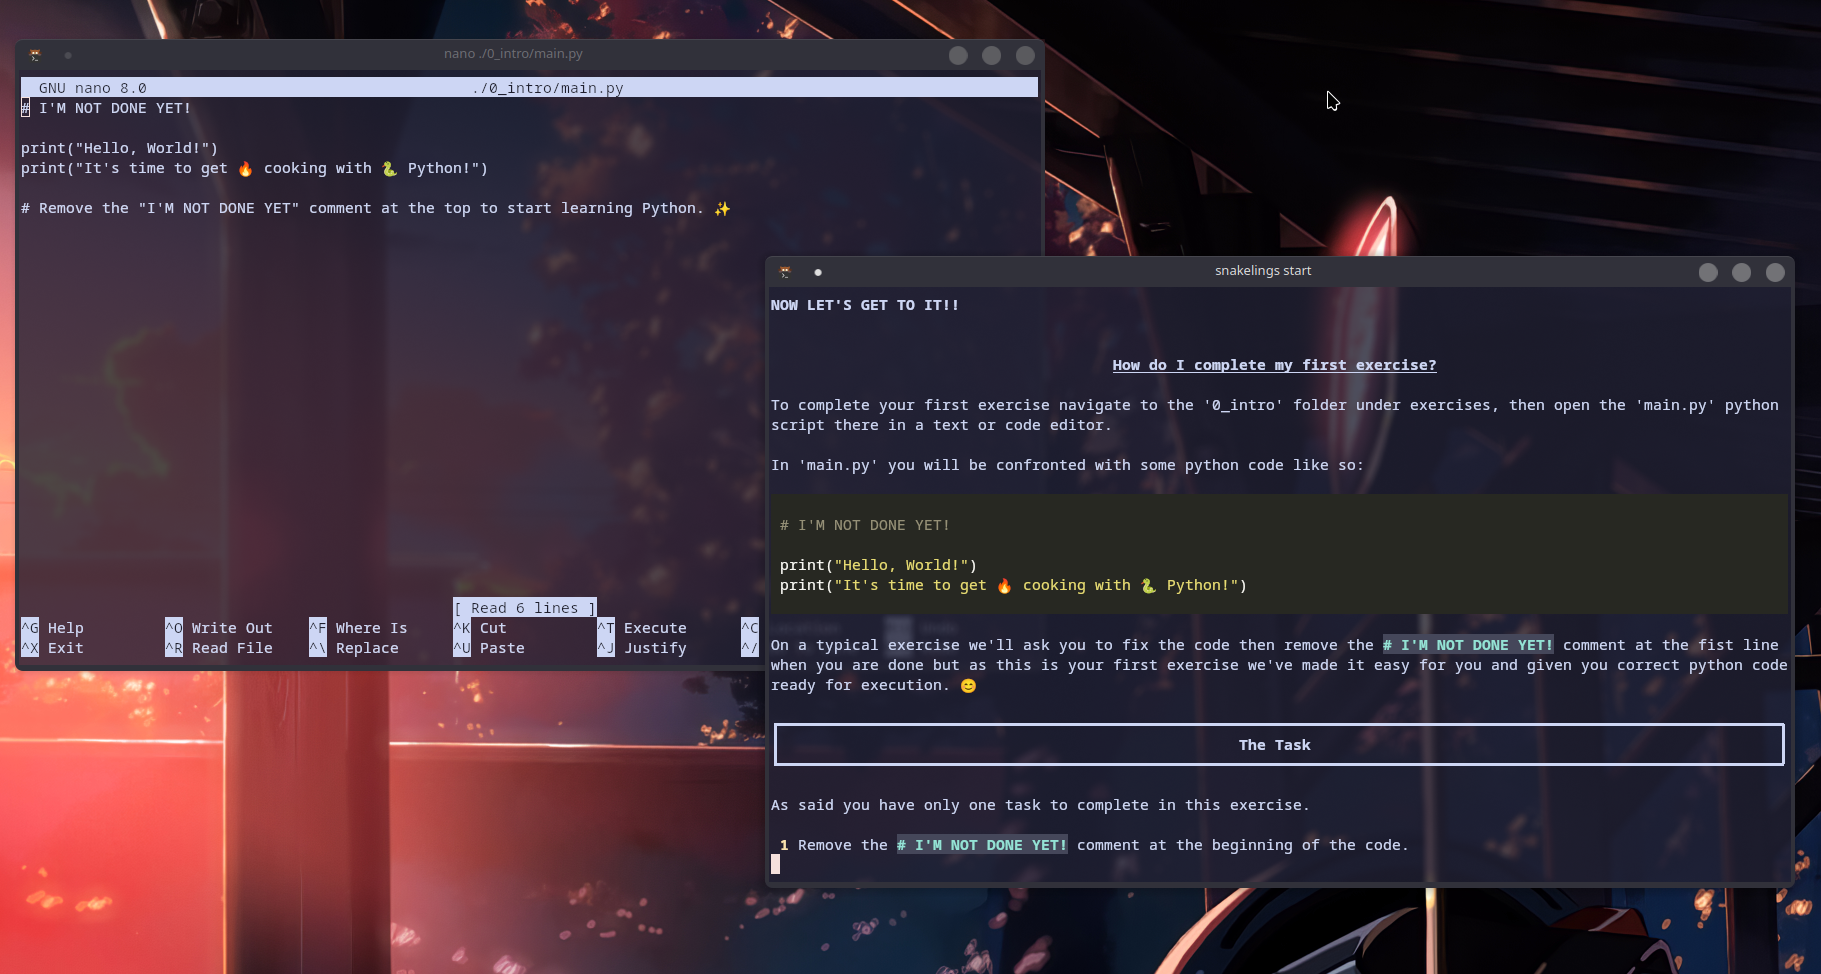 nano ./0_intro/main.py
GNU nano 8.0 ./0_intro/main.py
# I'M NOT DONE YET!
print("Hello, World!")
print("It's time to get 🔥 cooking with 🐍 Python!")
# Remove the "I'M NOT DONE YET" comment at the top to start learning Python. ✨
[ Read 6 lines ]
^G Help ^O Write Out ^F Where Is ^K Cut ^T Execute ^C
^X Exit ^R Read File ^\ Replace ^U Paste ^J Justify ^/
snakelings start
NOW LET'S GET TO IT!!
How do I complete my first exercise?
To complete your first exercise navigate to the '0_intro' folder under exercises, then open the 'main.py' python
script there in a text or code editor.
In 'main.py' you will be confronted with some python code like so:
# I'M NOT DONE YET!
print("Hello, World!")
print("It's time to get 🔥 cooking with 🐍 Python!")
On a typical exercise we'll ask you to fix the code then remove the # I'M NOT DONE YET! comment at the fist line
when you are done but as this is your first exercise we've made it easy for you and given you correct python code
ready for execution. 😊
The Task
As said you have only one task to complete in this exercise.
1 Remove the # I'M NOT DONE YET! comment at the beginning of the code.